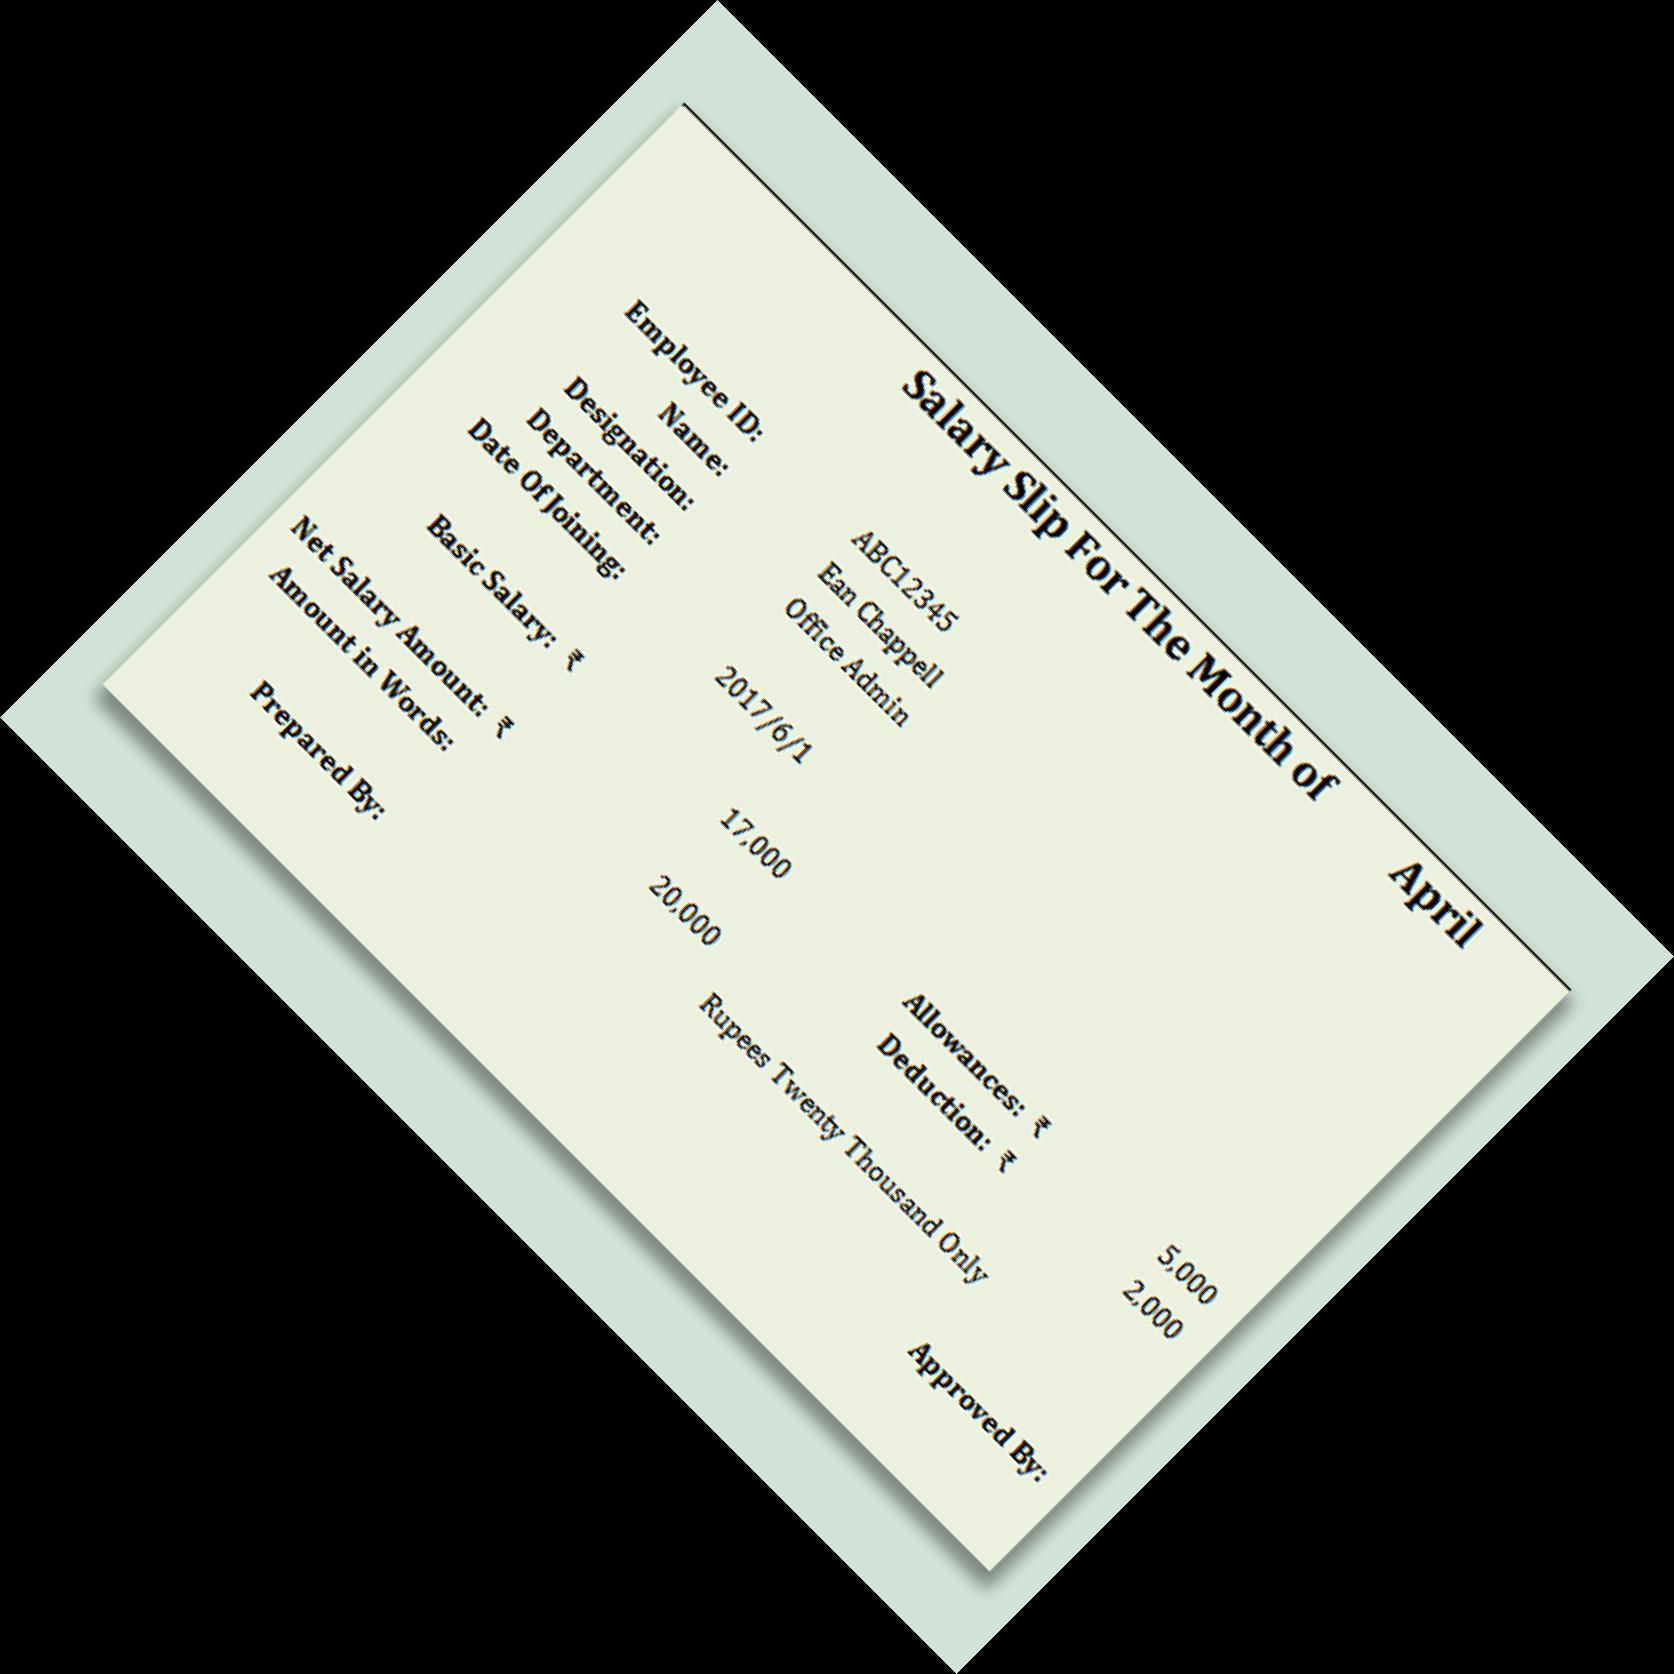 Salary Slip For The Month of April
Employee ID: ABC12345
Name: Ean Chappell
Designation: Office Admin
Department:
Date Of Joining: 2017/6/1
Basic Salary: ₹ 17,000 Allowances: ₹ 5,000
Deduction: ₹ 2,000
Net Salary Amount: ₹ 20,000
Amount in Words: Rupees Twenty Thousand Only
Prepared By: Approved By: